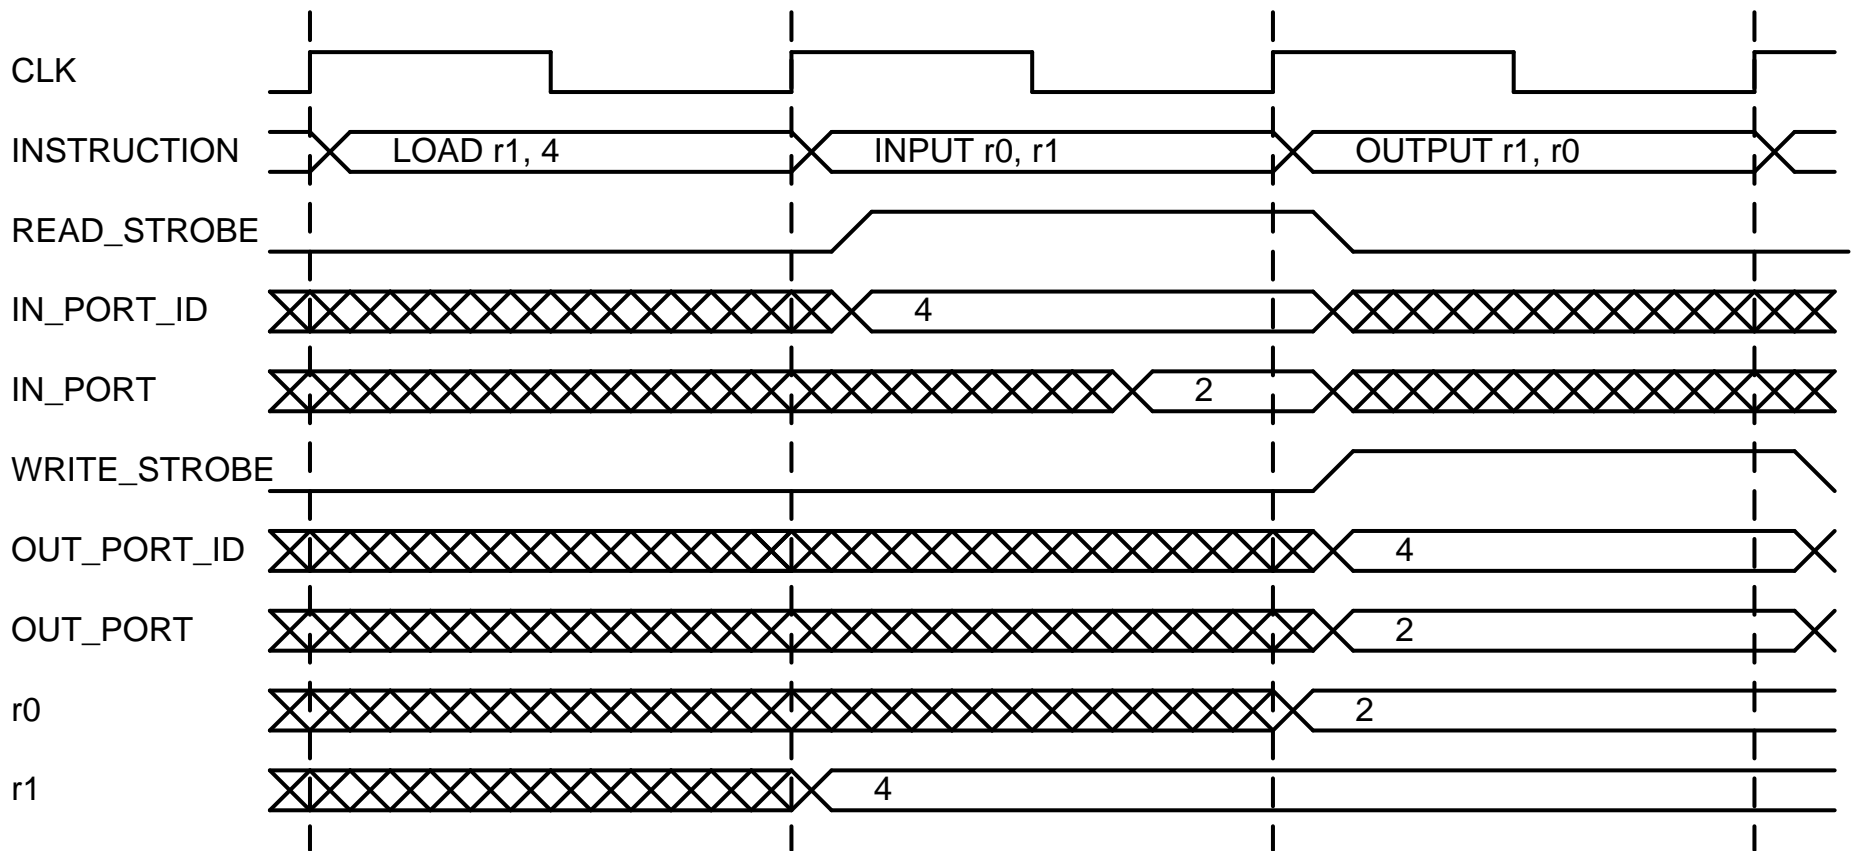 CLK
INSTRUCTION LOAD r1, 4 INPUT r0, r1 OUTPUT r1, r0
READ_STROBE
IN_PORT_ID 4
IN_PORT 2
WRITE_STROBE
OUT_PORT_ID 4
OUT_PORT 2
r0 2
r1 4